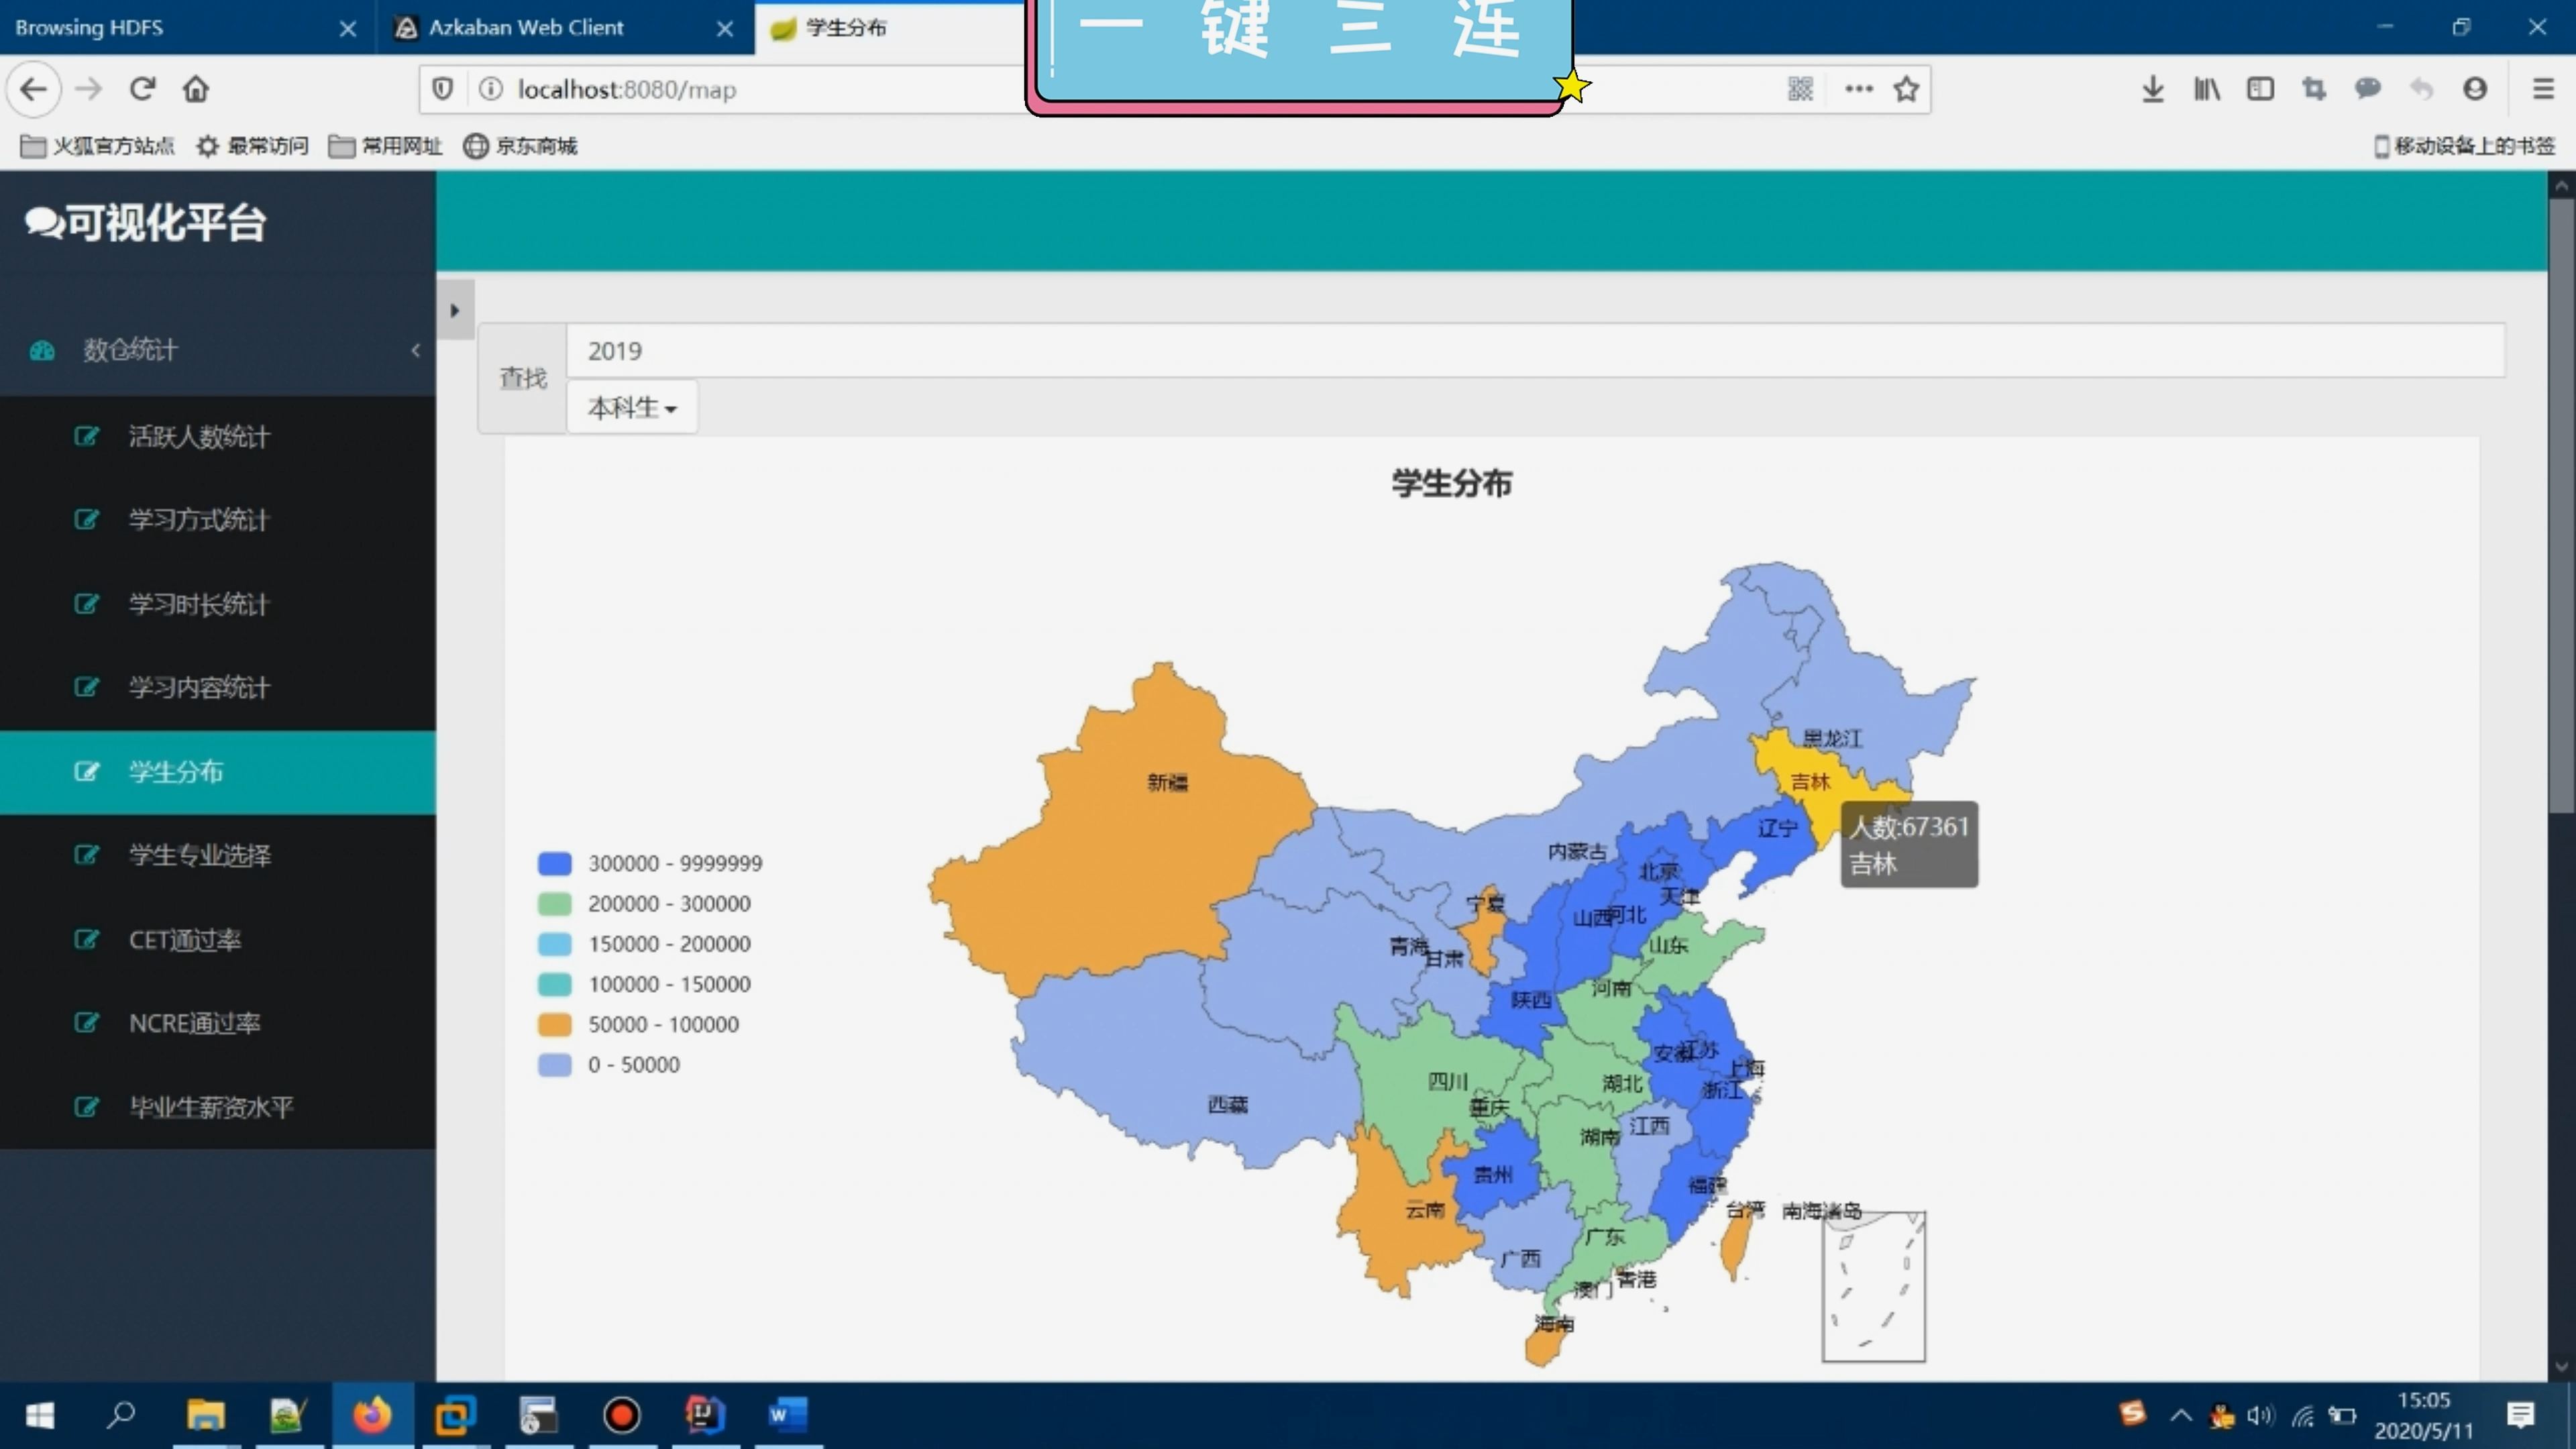 Browsing HDFS
Azkaban Web Client
学生分布
一键三连
localhost:8080/map
火狐官方站点
最常访问
常用网址
京东商城
移动设备上的书签
可视化平台
数仓统计
活跃人数统计
学习方式统计
学习时长统计
学习内容统计
学生分布
学生专业选择
CET通过率
NCRE通过率
毕业生薪资水平
查找
2019
本科生
学生分布
300000 - 9999999
200000 - 300000
150000 - 200000
100000 - 150000
50000 - 100000
0 - 50000
黑龙江
吉林
新疆
辽宁
人数:67361
吉林
内蒙古
北京
天津
宁夏
山西
河北
青海
甘肃
山东
河南
陕西
安徽
江苏
上海
四川
湖北
浙江
西藏
重庆
江西
湖南
贵州
福建
云南
台湾
南海诸岛
广东
广西
香港
澳门
海南
15:05
2020/5/11